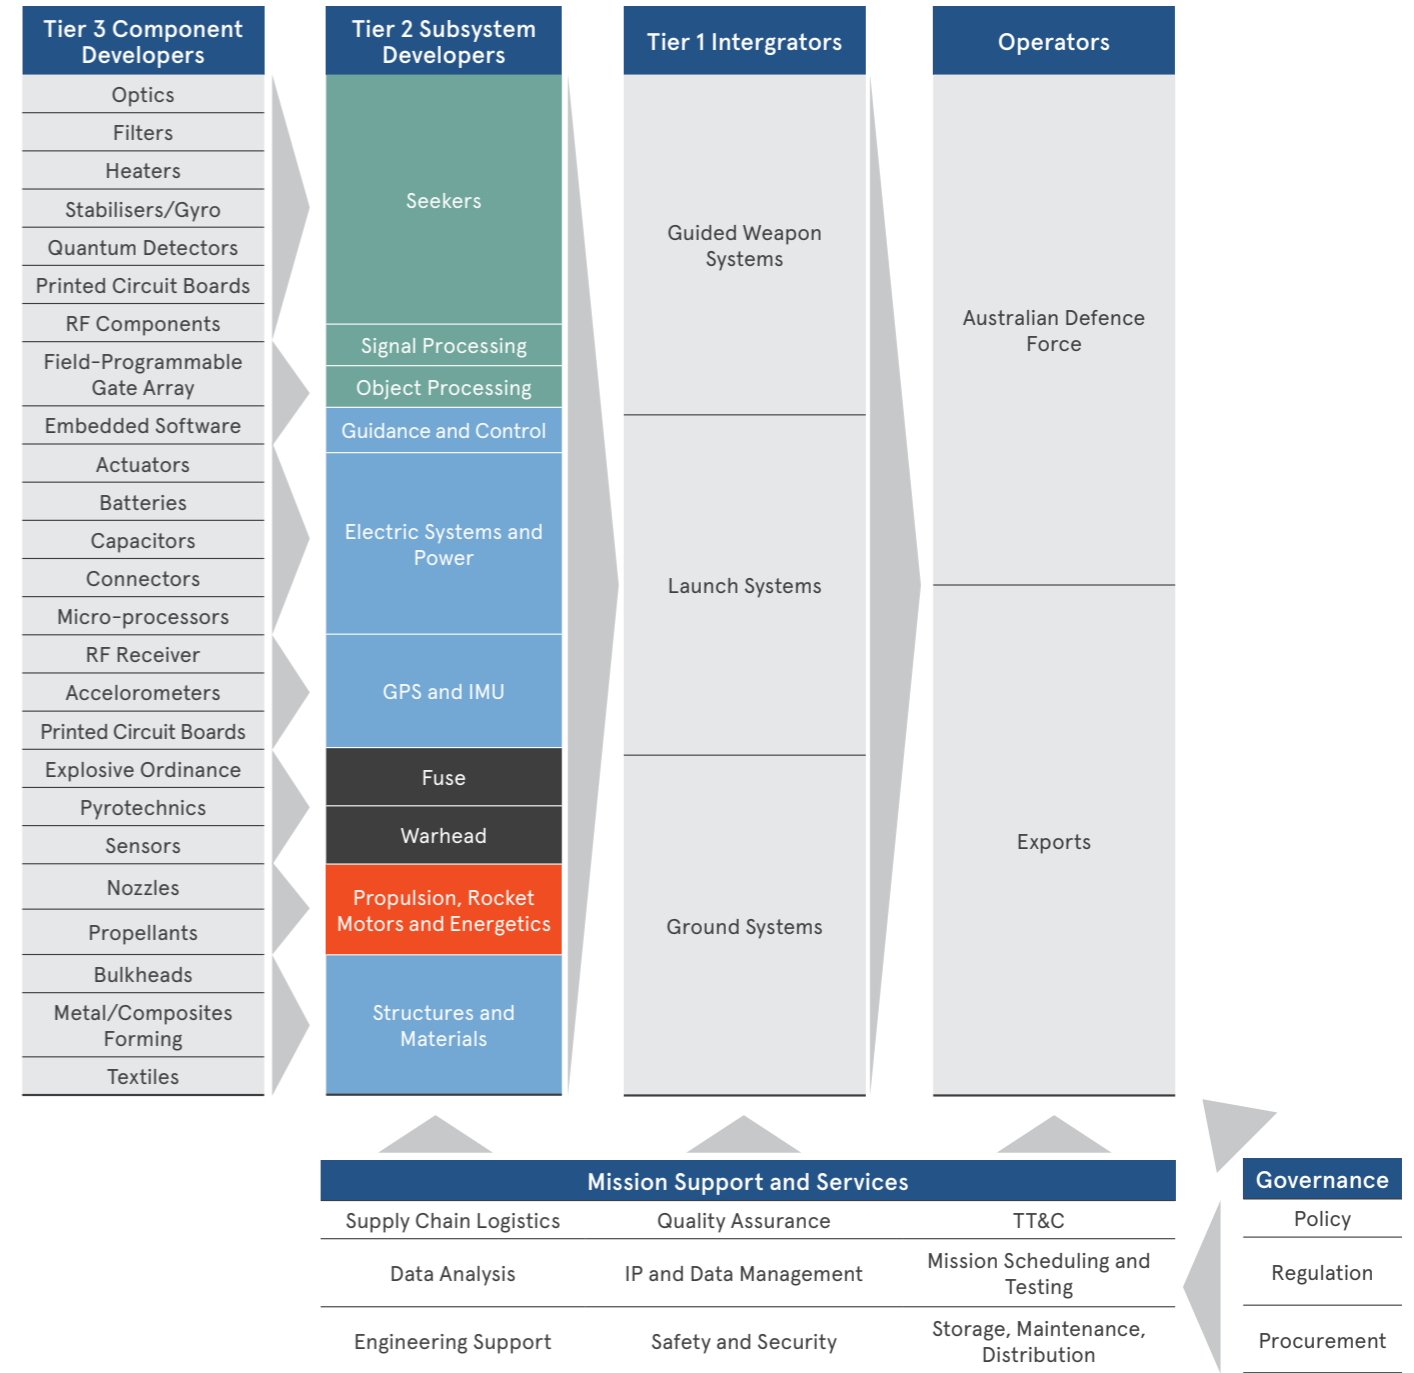 Tier 3 Component
Developers
Optics
Filters
Heaters
Stabilisers/Gyro
Quantum Detectors
Printed Circuit Boards
RF Components
Field-Programmable
Gate Array
Embedded Software
Actuators
Batteries
Capacitors
Connectors
Micro-processors
RF Receiver
Accelorometers
Printed Circuit Boards
Explosive Ordinance
Pyrotechnics
Sensors
Nozzles
Propellants
Bulkheads
Metal/Composites
Forming
Textiles
Tier 2 Subsystem
Developers
Seekers
Signal Processing
Object Processing
Guidance and Control
Electric Systems and
Power
GPS and IMU
Fuse
Warhead
Propulsion, Rocket
Motors and Energetics
Structures and
Materials
Tier 1 Intergrators
Guided Weapon
Systems
Launch Systems
Ground Systems
Operators
Australian Defence
Force
Exports
Mission Support and Services
Supply Chain Logistics
Quality Assurance
TT&C
Data Analysis
IP and Data Management
Mission Scheduling and
Testing
Engineering Support
Safety and Security
Storage, Maintenance,
Distribution
Governance
Policy
Regulation
Procurement